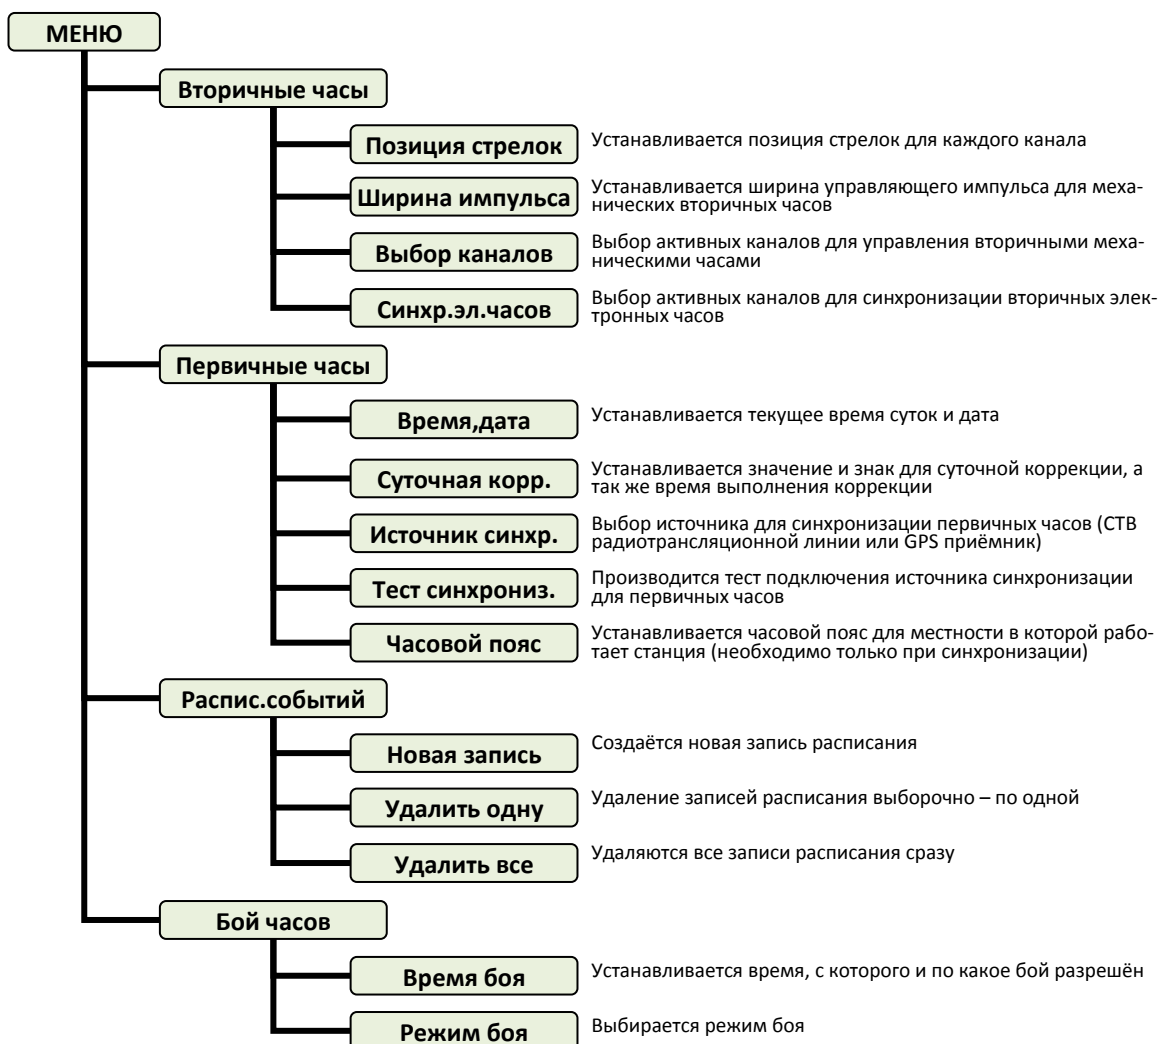 МЕНЮ
Вторичные часы
Позиция стрелок
Устанавливается позиция стрелок для каждого канала
Ширина импульса
Устанавливается ширина управляющего импульса для меха-
нических вторичных часов
Выбор каналов
Выбор активных каналов для управления вторичными меха-
ническими часами
Синхр.эл.часов
Выбор активных каналов для синхронизации вторичных элек-
тронных часов
Первичные часы
Время,дата
Устанавливается текущее время суток и дата
Суточная корр.
Устанавливается значение и знак для суточной коррекции, а
так же время выполнения коррекции
Источник синхр.
Выбор источника для синхронизации первичных часов (СТВ
радиотрансляционной линии или GPS приёмник)
Тест синхрониз.
Производится тест подключения источника синхронизации
для первичных часов
Часовой пояс
Устанавливается часовой пояс для местности в которой рабо-
тает станция (необходимо только при синхронизации)
Распис.событий
Новая запись
Создаётся новая запись расписания
Удалить одну
Удаление записей расписания выборочно – по одной
Удалить все
Удаляются все записи расписания сразу
Бой часов
Время боя
Устанавливается время, с которого и по какое бой разрешён
Режим боя
Выбирается режим боя